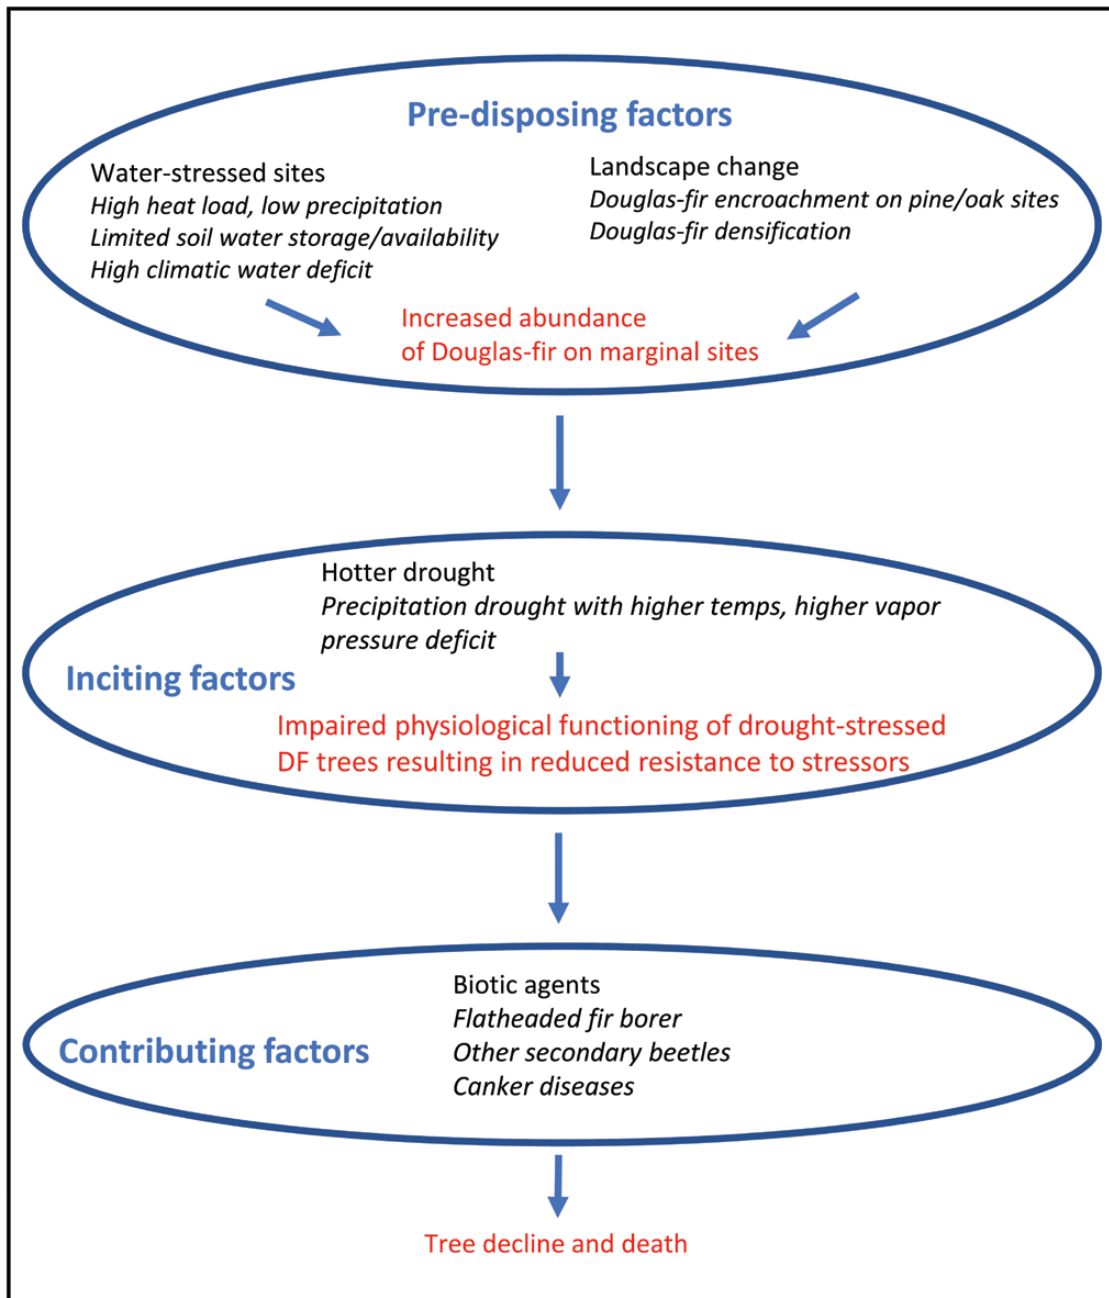 Pre-disposing factors
Water-stressed sites
High heat load, low precipitation
Limited soil water storage/availability
High climatic water deficit
Landscape change
Douglas-fir encroachment on pine/oak sites
Douglas-fir densification
Increased abundance
of Douglas-fir on marginal sites
Hotter drought
Precipitation drought with higher temps, higher vapor
pressure deficit
Inciting factors
Impaired physiological functioning of drought-stressed
DF trees resulting in reduced resistance to stressors
Biotic agents
Flatheaded fir borer
Other secondary beetles
Canker diseases
Contributing factors
Tree decline and death